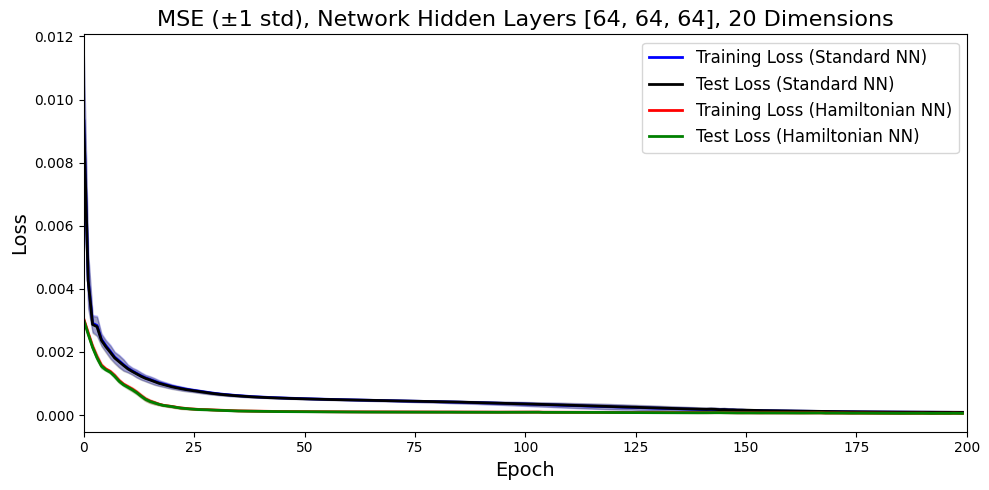 MSE (±1 std), Network Hidden Layers [64, 64, 64], 20 Dimensions
Training Loss (Standard NN)
Test Loss (Standard NN)
Training Loss (Hamiltonian NN)
Test Loss (Hamiltonian NN)
Loss
0.012
0.010
0.008
0.006
0.004
0.002
0.000
0 25 50 75 100 125 150 175 200
Epoch